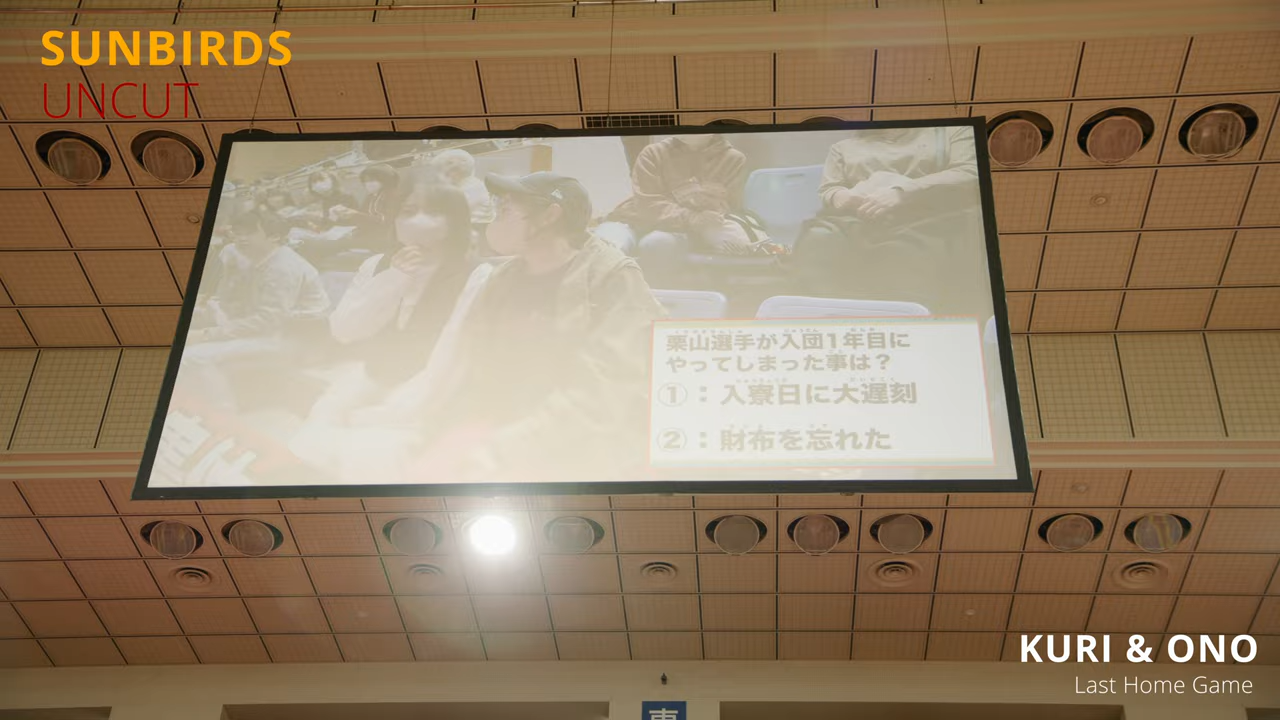 SUNBIRDS
UNCUT
栗山選手が入団1年目に
やってしまった事は？
①：入寮日に大遅刻
②：財布を忘れた
KURI & ONO
Last Home Game
東